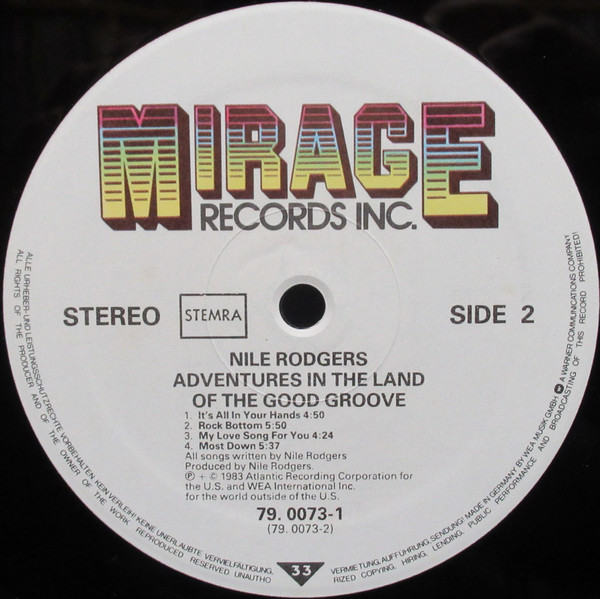 MIRAGE
RECORDS INC.
STEREO
STEMRA
SIDE 2
NILE RODGERS
ADVENTURES IN THE LAND
OF THE GOOD GROOVE
1. It's All In Your Hands 4:50
2. Rock Bottom 5:50
3. My Love Song For You 4:24
4. Most Down 5:37
All songs written by Nile Rodgers
Produced by Nile Rodgers.
℗ + © 1983 Atlantic Recording Corporation for
the U.S. and WEA International Inc.
for the world outside of the U.S.
79. 0073-1
(79. 0073-2)
33
ALLE URHEBER- UND LEISTUNGSSCHUTZRECHTE VORBEHALTEN. KEIN VERLEIH! KEINE UNERLAUBTE VERVIELFÄLTIGUNG, VERMIETUNG, AUFFÜHRUNG, SENDUNG! MADE IN GERMANY BY WEA MUSIK GMBH A WARNER COMMUNICATIONS COMPANY
ALL RIGHTS OF THE PRODUCER AND OF THE OWNER OF THE WORK REPRODUCED RESERVED. UNAUTHORIZED COPYING, HIRING, LENDING, PUBLIC PERFORMANCE AND BROADCASTING OF THIS RECORD PROHIBITED!